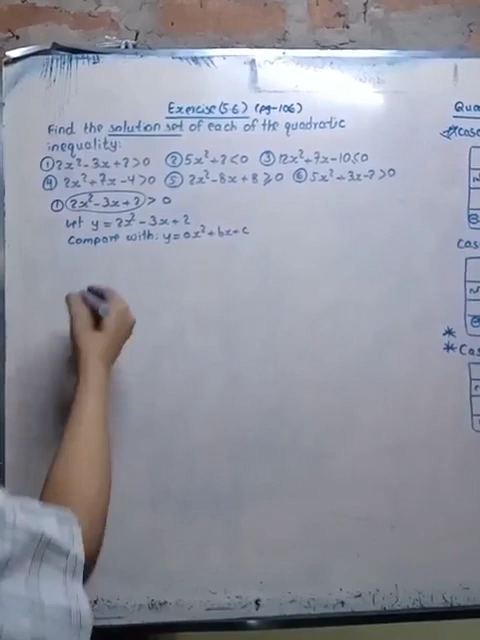 Exercise (5.6) (pg-106)
Find the solution set of each of the quadratic
inequality:
① 2x²-3x+2>0 ② 5x²+2<0 ③ 12x²+7x-10≤0
④ 2x²+7x-4>0 ⑤ 2x²-8x+8≥0 ⑥ 5x²+3x-2>0
① 2x²-3x+2 > 0
let y = 2x²-3x+2
Compare with: y=ax²+bx+c
Qua
Case
Cas
*
* Cas